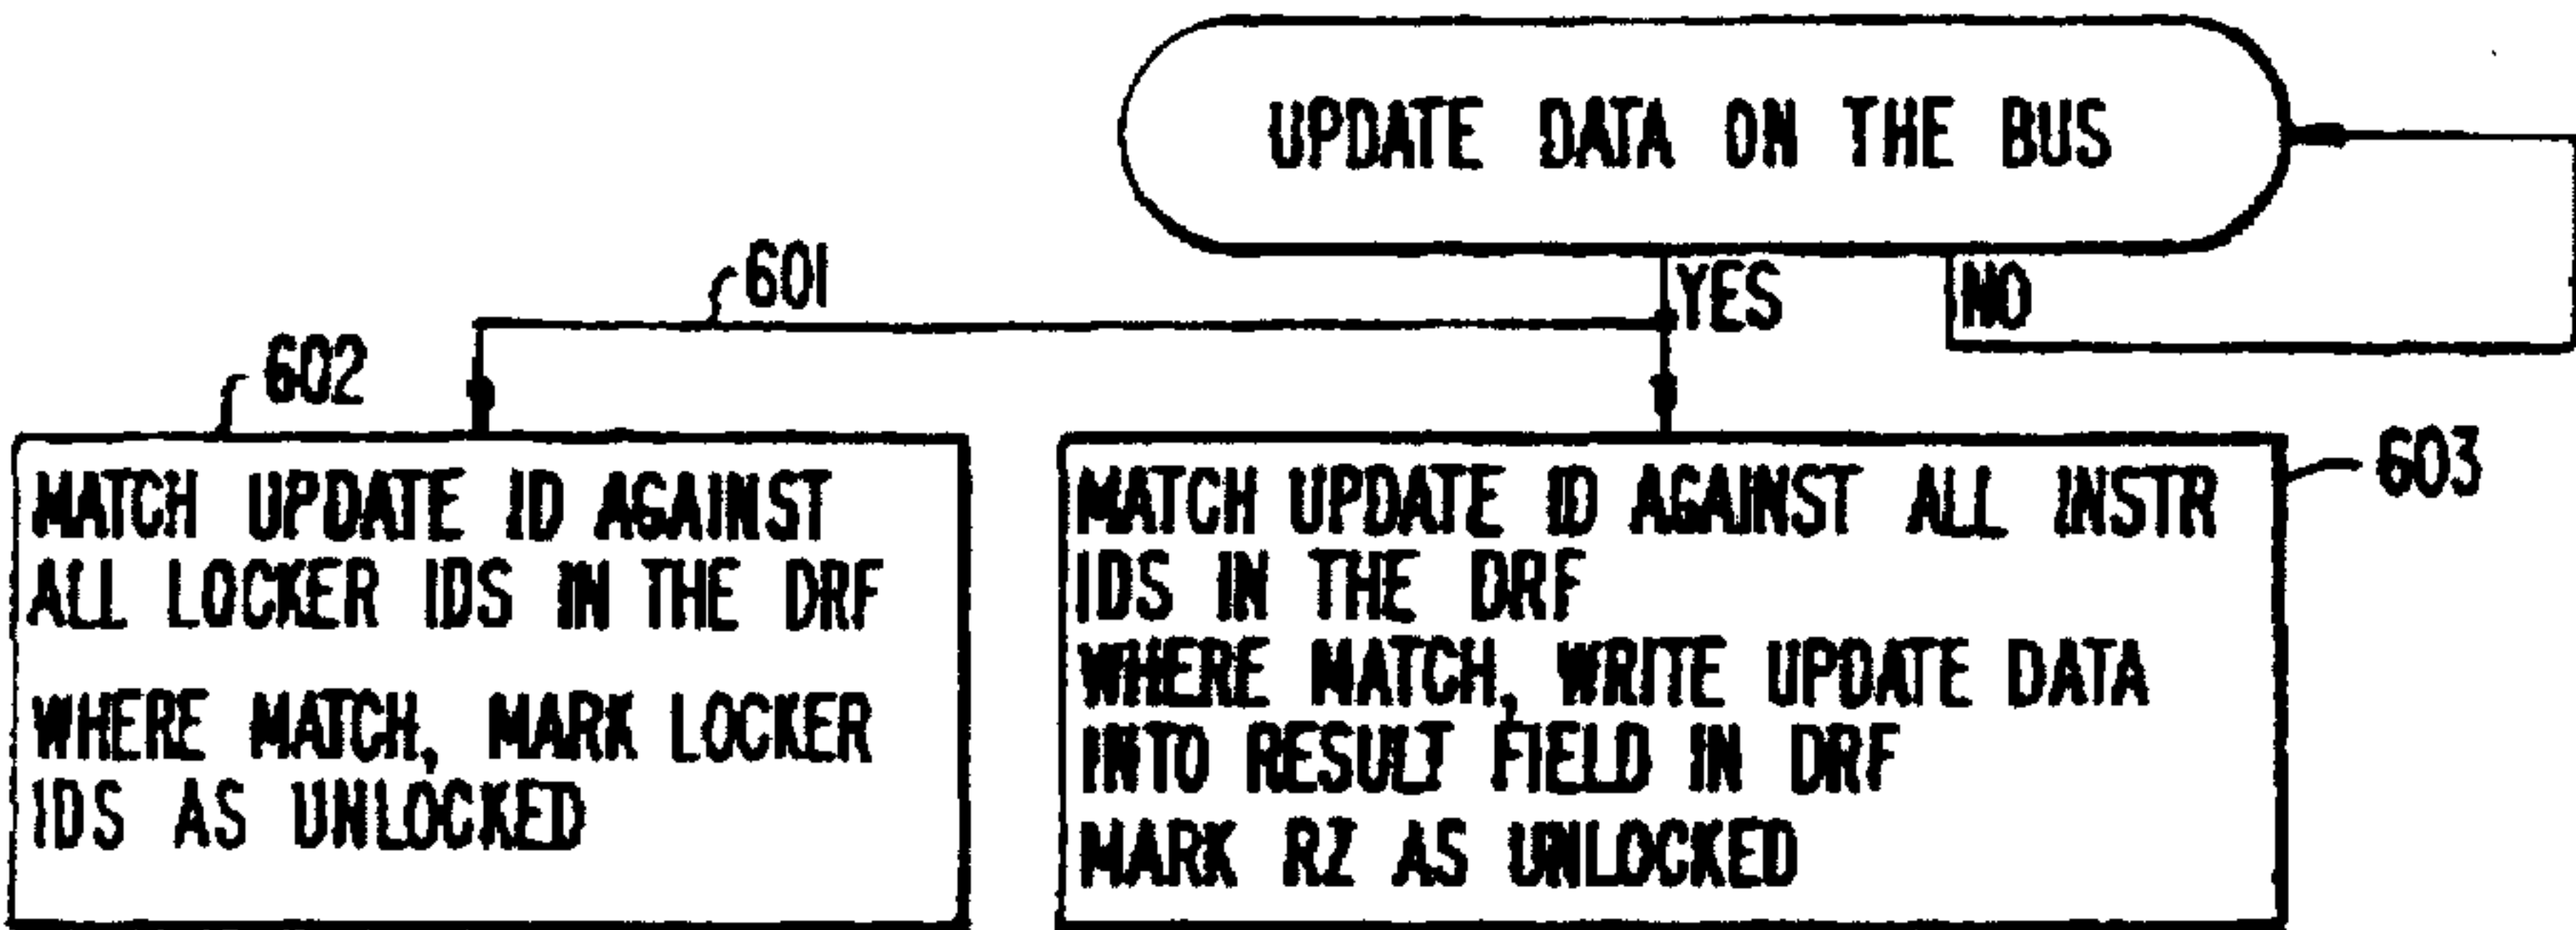 UPDATE DATA ON THE BUS
601
YES
NO
602
603
MATCH UPDATE ID AGAINST
ALL LOCKER IDS IN THE DRF
WHERE MATCH, MARK LOCKER
IDS AS UNLOCKED
MATCH UPDATE ID AGAINST ALL INSTR
IDS IN THE DRF
WHERE MATCH, WRITE UPDATE DATA
INTO RESULT FIELD IN DRF
MARK RZ AS UNLOCKED